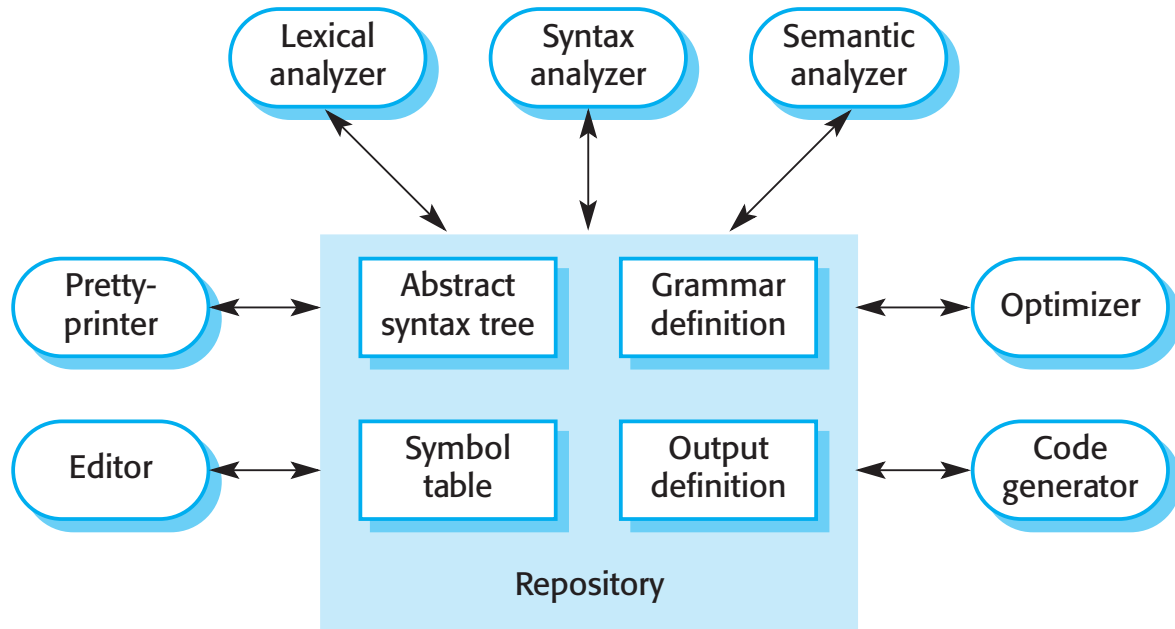 Lexical
analyzer
Syntax
analyzer
Semantic
analyzer
Pretty-
printer
Abstract
syntax tree
Grammar
definition
Optimizer
Editor
Symbol
table
Output
definition
Code
generator
Repository